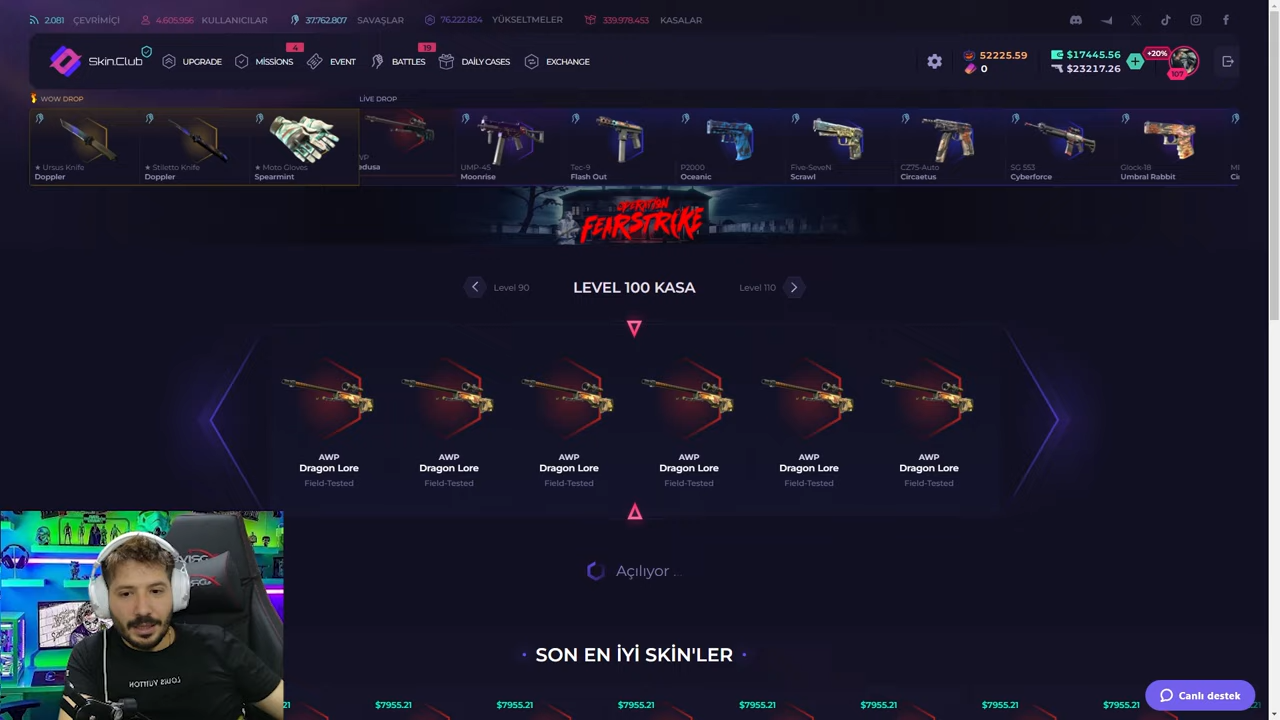 2.081 ÇEVRİMİÇİ 4.605.956 KULLANICILAR 37.762.807 SAVAŞLAR 76.222.824 YÜKSELTMELER 339.978.453 KASALAR
Skin.Club UPGRADE 4 MISSIONS EVENT 19 BATTLES DAILY CASES EXCHANGE
52225.59 $17445.56 +20%
0 $23217.26 107
WOW DROP LİVE DROP
★ Ursus Knife ★ Stiletto Knife ★ Moto Gloves UMP-45 Tec-9 P2000 Five-SeveN CZ75-Auto SG 553 Glock-18
Doppler Doppler Spearmint edusa Moonrise Flash Out Oceanic Scrawl Circaetus Cyberforce Umbral Rabbit
OPERATION
FEARSTRIKE
Level 90 LEVEL 100 KASA Level 110
AWP AWP AWP AWP AWP AWP
Dragon Lore Dragon Lore Dragon Lore Dragon Lore Dragon Lore Dragon Lore
Field-Tested Field-Tested Field-Tested Field-Tested Field-Tested Field-Tested
Açılıyor ...
LOUIS VUITTON
SON EN İYİ SKİN'LER
Canlı destek
21 $7955.21 $7955.21 $7955.21 $7955.21 $7955.21 $7955.21 $7955.21